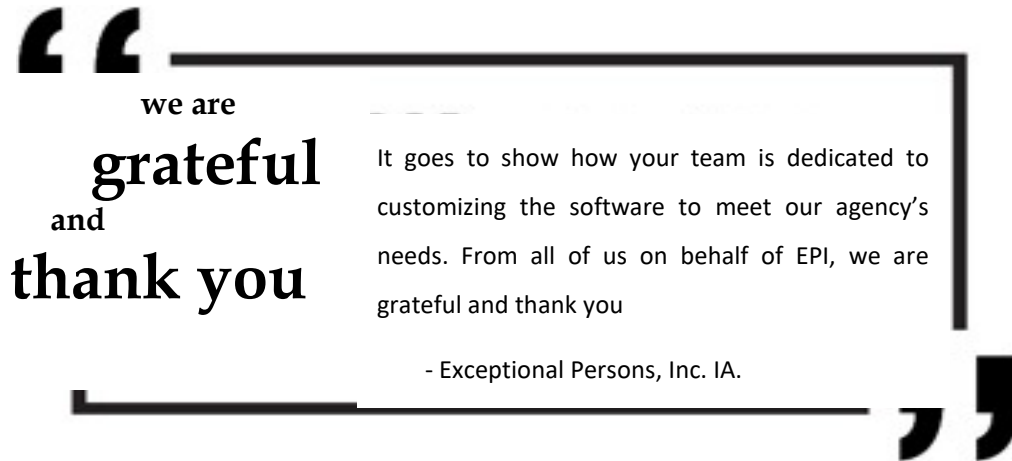 we are
grateful
and
thank you
It goes to show how your team is dedicated to
customizing the software to meet our agency’s
needs. From all of us on behalf of EPI, we are
grateful and thank you
- Exceptional Persons, Inc. IA.